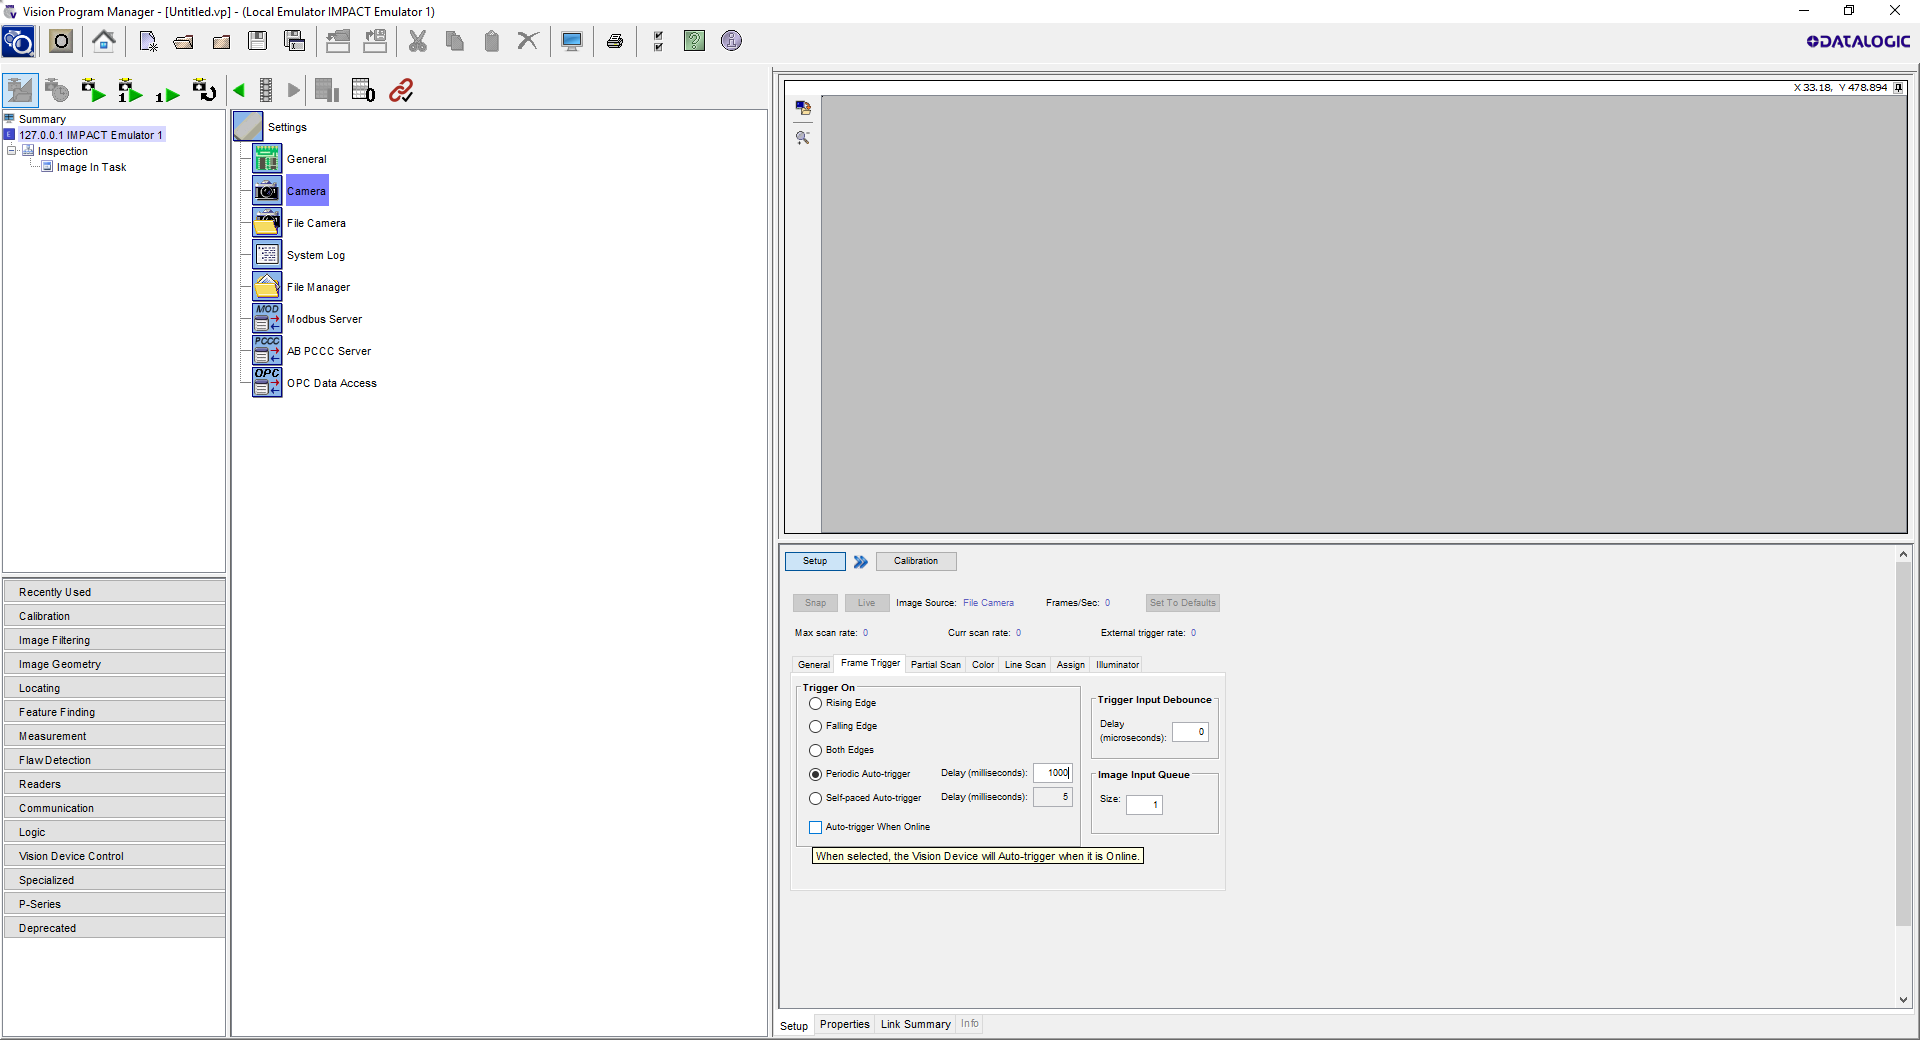 Vision Program Manager - [Untitled.vp] - (Local Emulator IMPACT Emulator 1)
O
DATALOGIC
1
1
0
X 33.18, Y 478.894
Summary
127.0.0.1 IMPACT Emulator 1
Inspection
Image In Task
Settings
General
Camera
File Camera
System Log
File Manager
MOD
Modbus Server
PCCC
AB PCCC Server
OPC
OPC Data Access
Recently Used
Calibration
Image Filtering
Image Geometry
Locating
Feature Finding
Measurement
Flaw Detection
Readers
Communication
Logic
Vision Device Control
Specialized
P-Series
Deprecated
Setup
Calibration
Snap
Live
Image Source: File Camera
Frames/Sec: 0
Set To Defaults
Max scan rate: 0
Curr scan rate: 0
External trigger rate: 0
General
Frame Trigger
Partial Scan
Color
Line Scan
Assign
Illuminator
Trigger On
Rising Edge
Falling Edge
Both Edges
Periodic Auto-trigger
Delay (milliseconds): 1000
Self-paced Auto-trigger
Delay (milliseconds): 5
Auto-trigger When Online
When selected, the Vision Device will Auto-trigger when it is Online.
Trigger Input Debounce
Delay
(microseconds): 0
Image Input Queue
Size: 1
Setup
Properties
Link Summary
Info